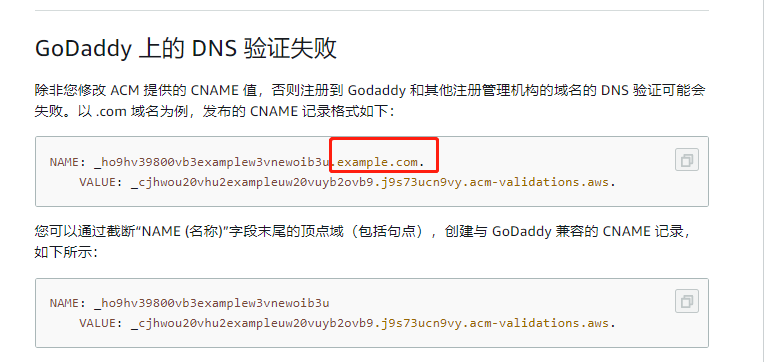 GoDaddy 上的 DNS 验证失败
除非您修改 ACM 提供的 CNAME 值，否则注册到 Godaddy 和其他注册管理机构的域名的 DNS 验证可能会
失败。以 .com 域名为例，发布的 CNAME 记录格式如下：
NAME: _ho9hv39800vb3examplew3vnewoib3u.example.com.
VALUE: _cjhwou20vhu2exampleuw20vuyb2ovb9.j9s73ucn9vy.acm-validations.aws.
您可以通过截断“NAME (名称)”字段末尾的顶点域（包括句点），创建与 GoDaddy 兼容的 CNAME 记录，
如下所示：
NAME: _ho9hv39800vb3examplew3vnewoib3u
VALUE: _cjhwou20vhu2exampleuw20vuyb2ovb9.j9s73ucn9vy.acm-validations.aws.